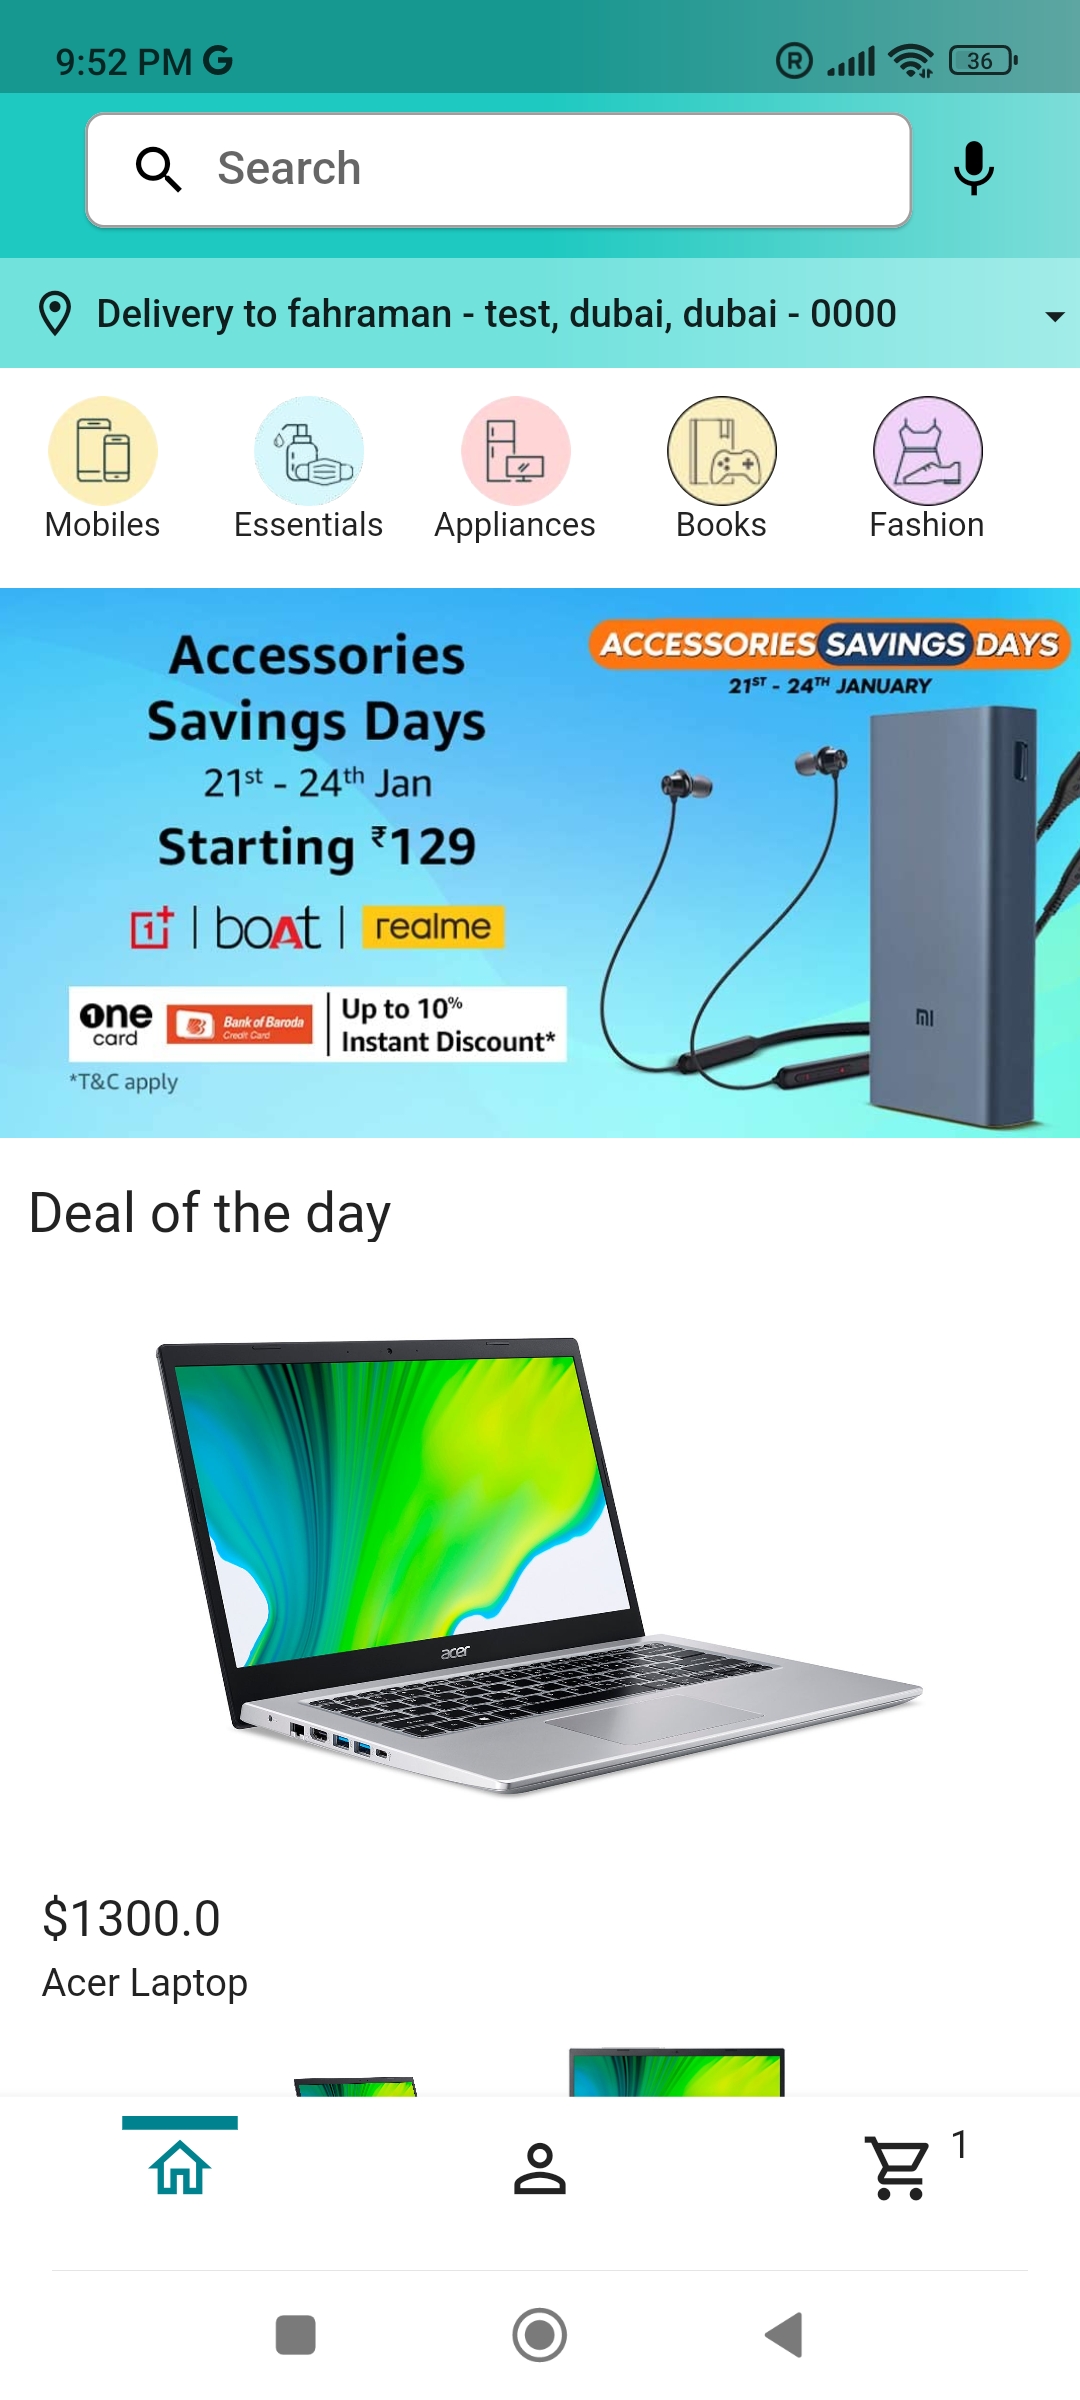 9:52 PM G
R
36
Search
Delivery to fahraman - test, dubai, dubai - 0000
Mobiles
Essentials
Appliances
Books
Fashion
Accessories
Savings Days
21st - 24th Jan
Starting ₹129
1+ | boAt | realme
ACCESSORIES SAVINGS DAYS
21ST - 24TH JANUARY
mi
one
card
Bank of Baroda
Credit Card
Up to 10%
Instant Discount*
*T&C apply
Deal of the day
acer
$1300.0
Acer Laptop
1